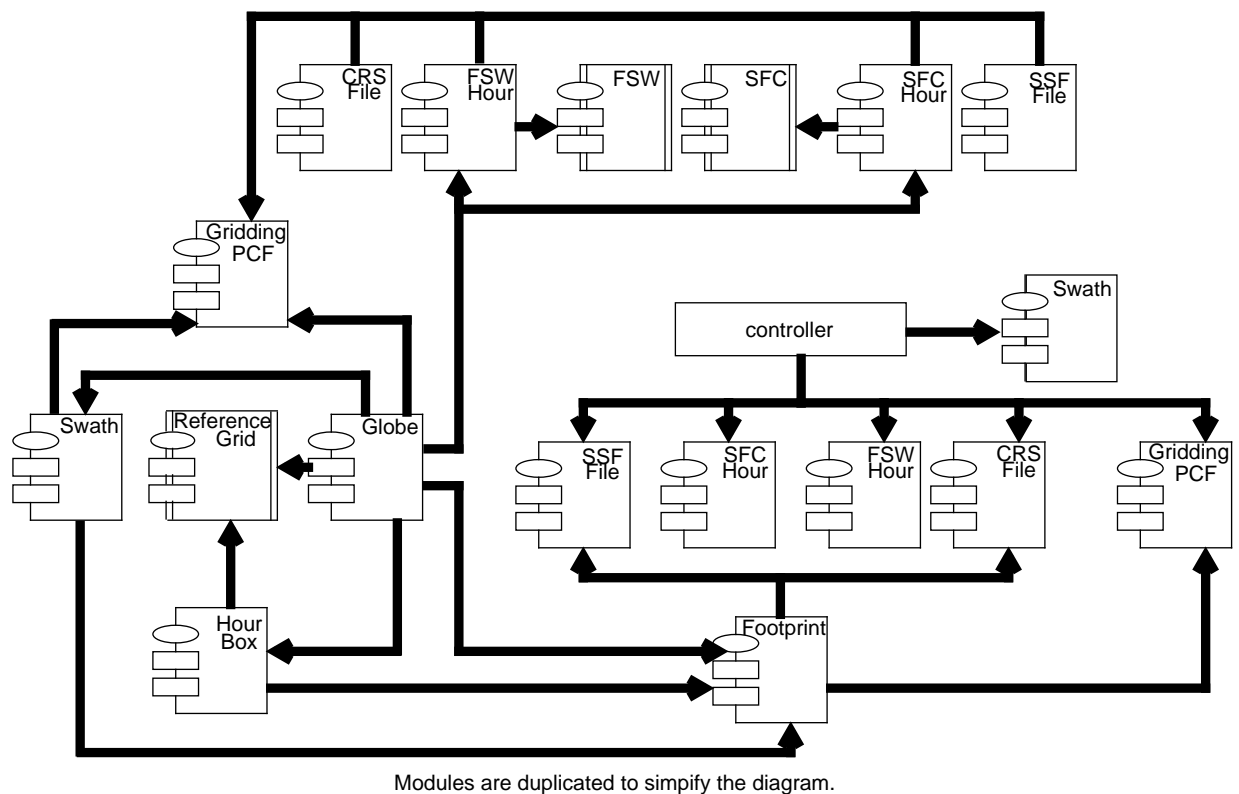 CRS
File
FSW
Hour
FSW
SFC
SFC
Hour
SSF
File
Gridding
PCF
Swath
controller
Swath
Reference
Grid
Globe
SSF
File
SFC
Hour
FSW
Hour
CRS
File
Gridding
PCF
Hour
Box
Footprint
Modules are duplicated to simpify the diagram.